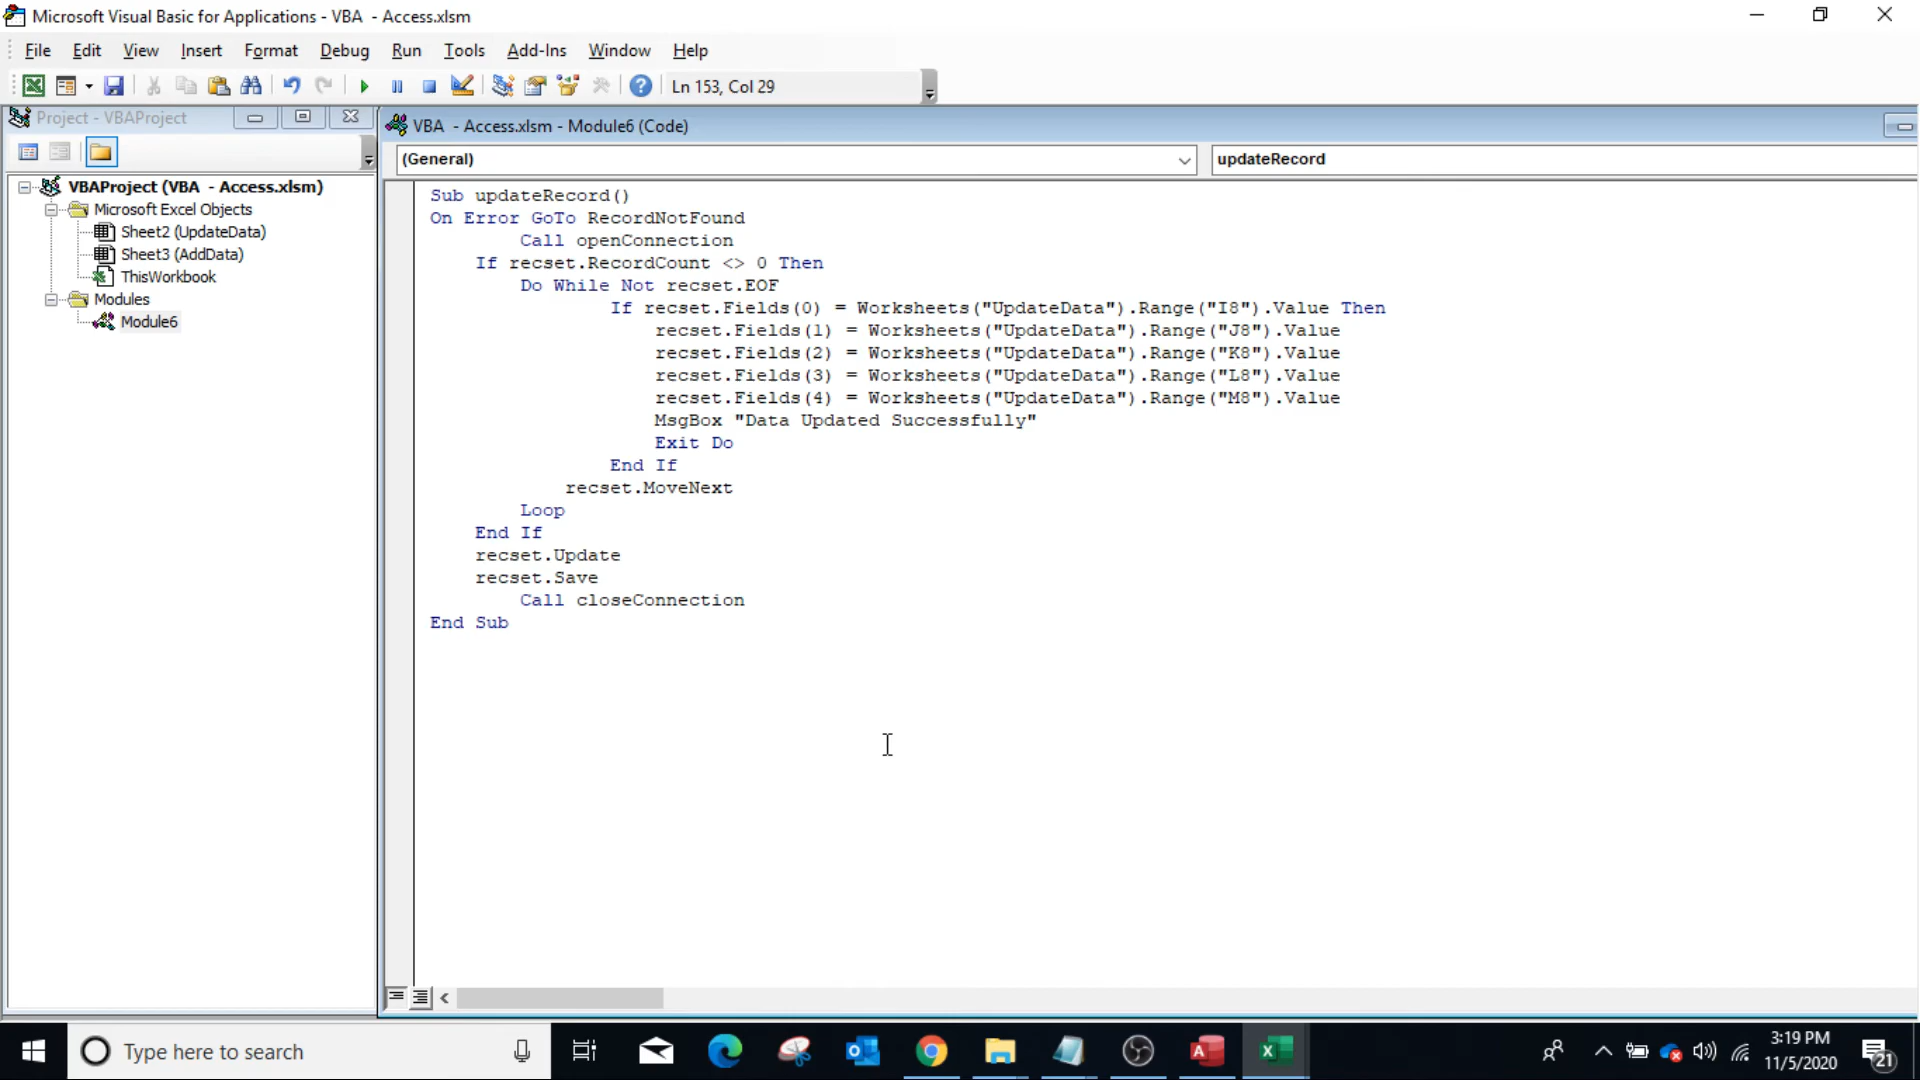 Microsoft Visual Basic for Applications - VBA  - Access.xlsm
File Edit View Insert Format Debug Run Tools Add-Ins Window Help
Ln 153, Col 29
Project - VBAProject
VBAProject (VBA  - Access.xlsm)
Microsoft Excel Objects
Sheet2 (UpdateData)
Sheet3 (AddData)
ThisWorkbook
Modules
Module6
VBA  - Access.xlsm - Module6 (Code)
(General)
updateRecord
Sub updateRecord()
On Error GoTo RecordNotFound
Call openConnection
If recset.RecordCount <> 0 Then
Do While Not recset.EOF
If recset.Fields(0) = Worksheets("UpdateData").Range("I8").Value Then
recset.Fields(1) = Worksheets("UpdateData").Range("J8").Value
recset.Fields(2) = Worksheets("UpdateData").Range("K8").Value
recset.Fields(3) = Worksheets("UpdateData").Range("L8").Value
recset.Fields(4) = Worksheets("UpdateData").Range("M8").Value
MsgBox "Data Updated Successfully"
Exit Do
End If
recset.MoveNext
Loop
End If
recset.Update
recset.Save
Call closeConnection
End Sub
Type here to search
3:19 PM
11/5/2020
21